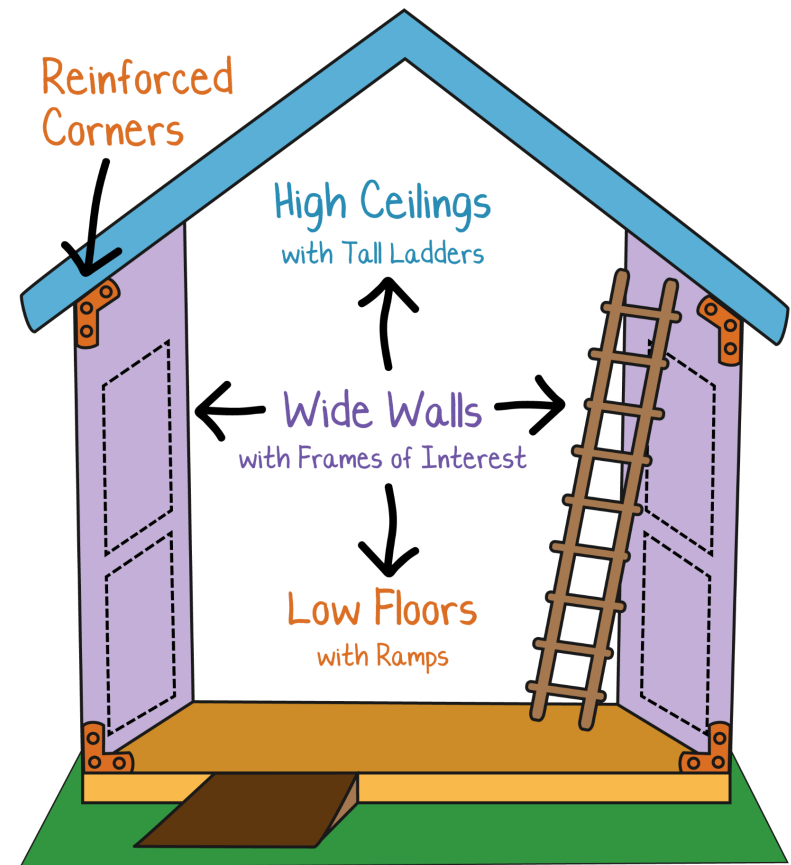 Reinforced
Corners
High Ceilings
with Tall Ladders
Wide Walls
with Frames of Interest
Low Floors
with Ramps